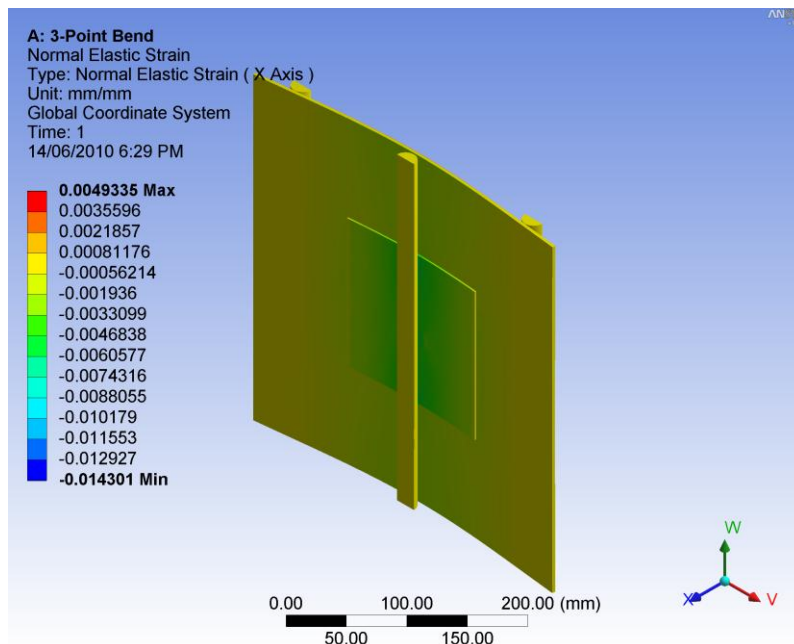 AN
A: 3-Point Bend
Normal Elastic Strain
Type: Normal Elastic Strain ( X Axis )
Unit: mm/mm
Global Coordinate System
Time: 1
14/06/2010 6:29 PM
0.0049335 Max
0.0035596
0.0021857
0.00081176
-0.00056214
-0.001936
-0.0033099
-0.0046838
-0.0060577
-0.0074316
-0.0088055
-0.010179
-0.011553
-0.012927
-0.014301 Min
W
X V
0.00 100.00 200.00 (mm)
50.00 150.00